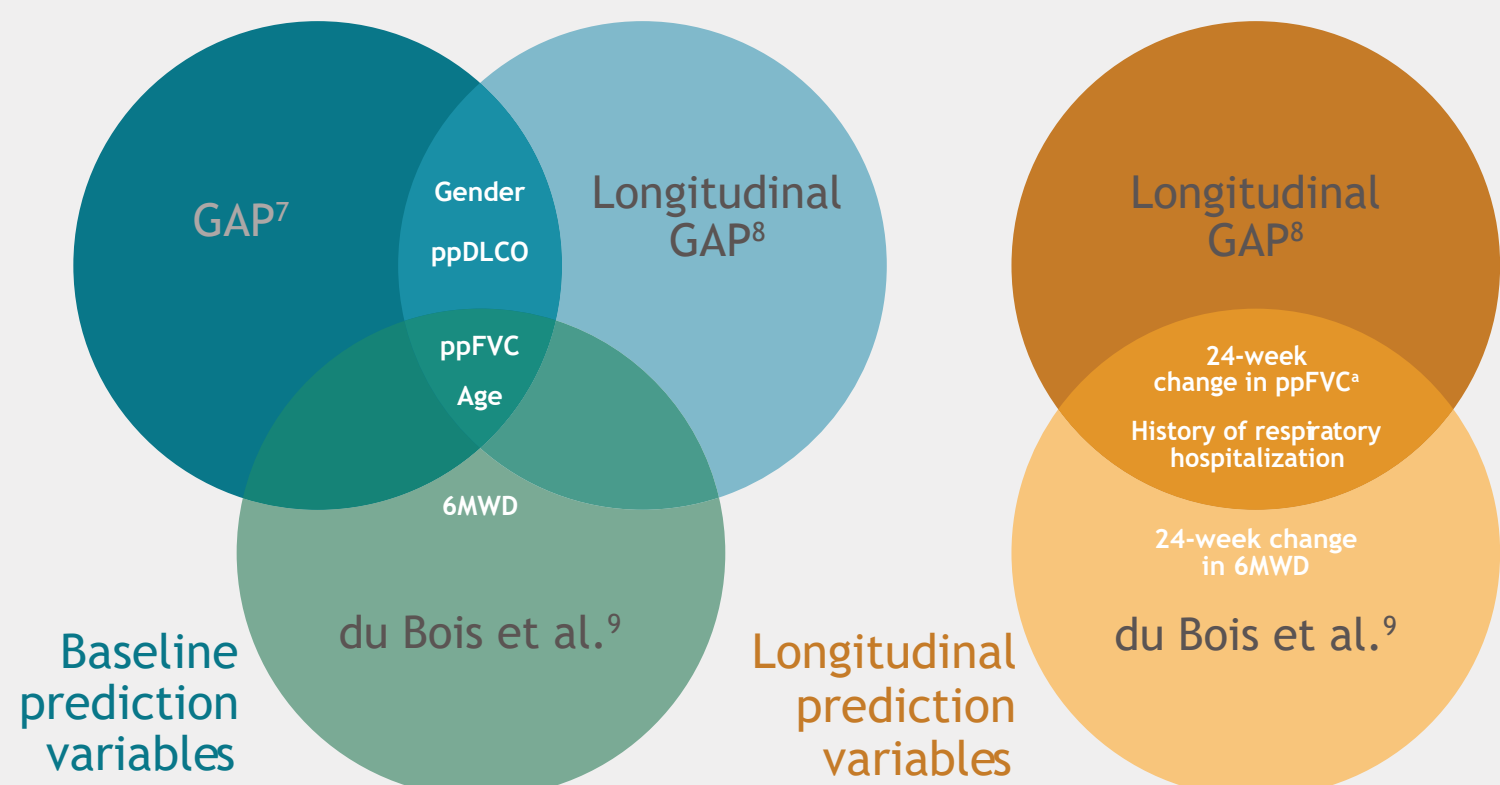 GAP⁷
Gender
ppDLCO
Longitudinal
GAP⁸
ppFVC
Age
6MWD
du Bois et al.⁹
Baseline
prediction
variables
Longitudinal
GAP⁸
24-week
change in ppFVCᵃ
History of respiratory
hospitalization
24-week change
in 6MWD
du Bois et al.⁹
Longitudinal
prediction
variables